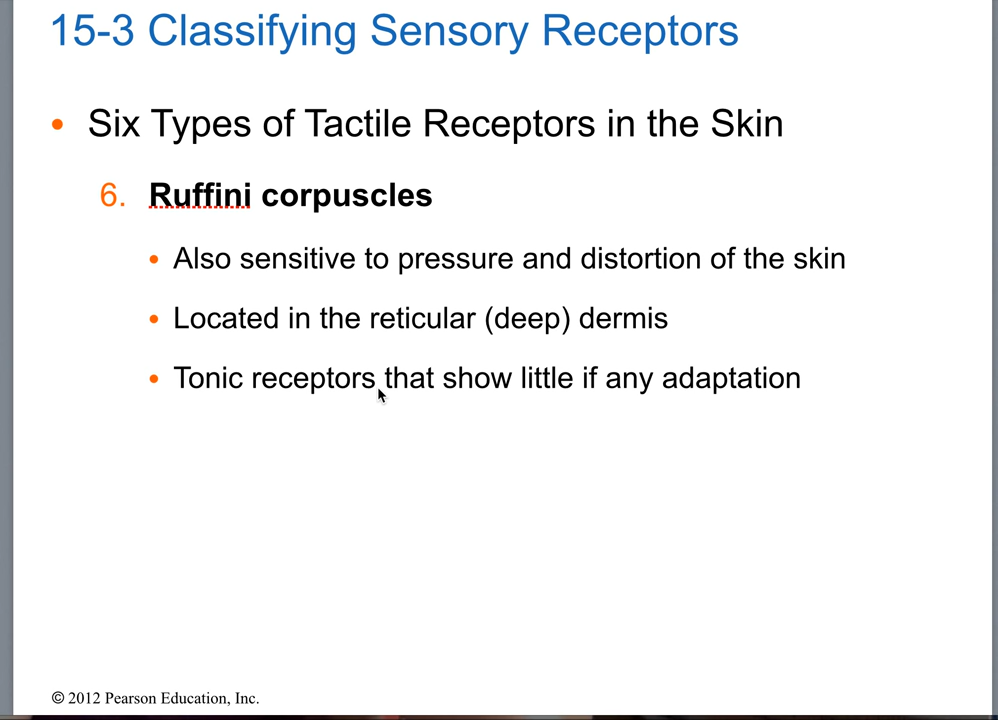 15-3 Classifying Sensory Receptors
• Six Types of Tactile Receptors in the Skin
6. Ruffini corpuscles
• Also sensitive to pressure and distortion of the skin
• Located in the reticular (deep) dermis
• Tonic receptors that show little if any adaptation
© 2012 Pearson Education, Inc.